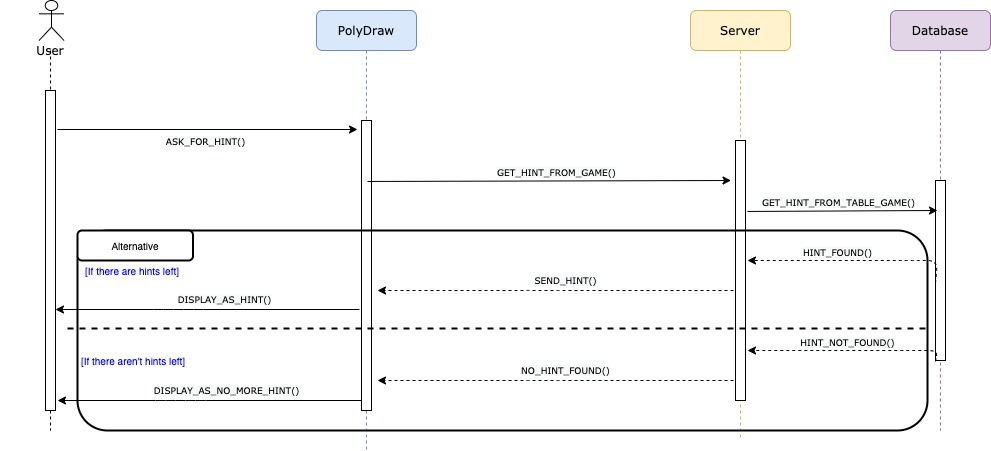 User
PolyDraw
Server
Database
ASK_FOR_HINT()
GET_HINT_FROM_GAME()
GET_HINT_FROM_TABLE_GAME()
Alternative
HINT_FOUND()
[If there are hints left]
SEND_HINT()
DISPLAY_AS_HINT()
HINT_NOT_FOUND()
[If there aren't hints left]
NO_HINT_FOUND()
DISPLAY_AS_NO_MORE_HINT()